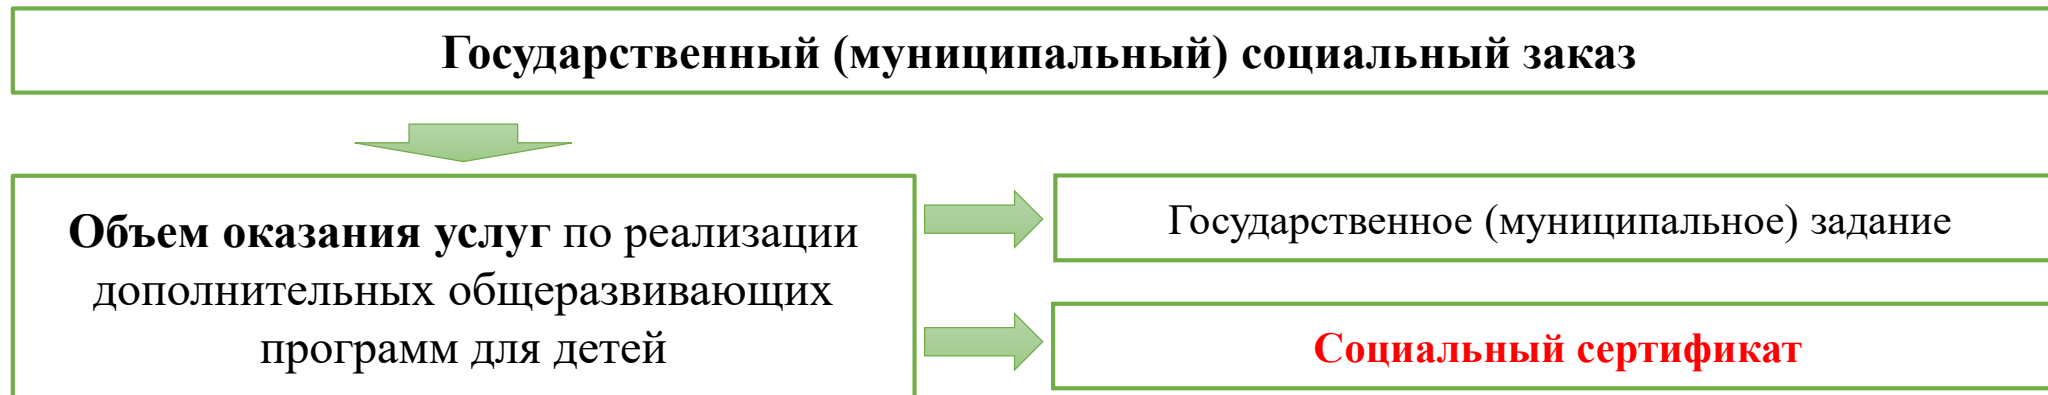 Государственный (муниципальный) социальный заказ
Объем оказания услуг по реализации
дополнительных общеразвивающих
программ для детей
Государственное (муниципальное) задание
Социальный сертификат